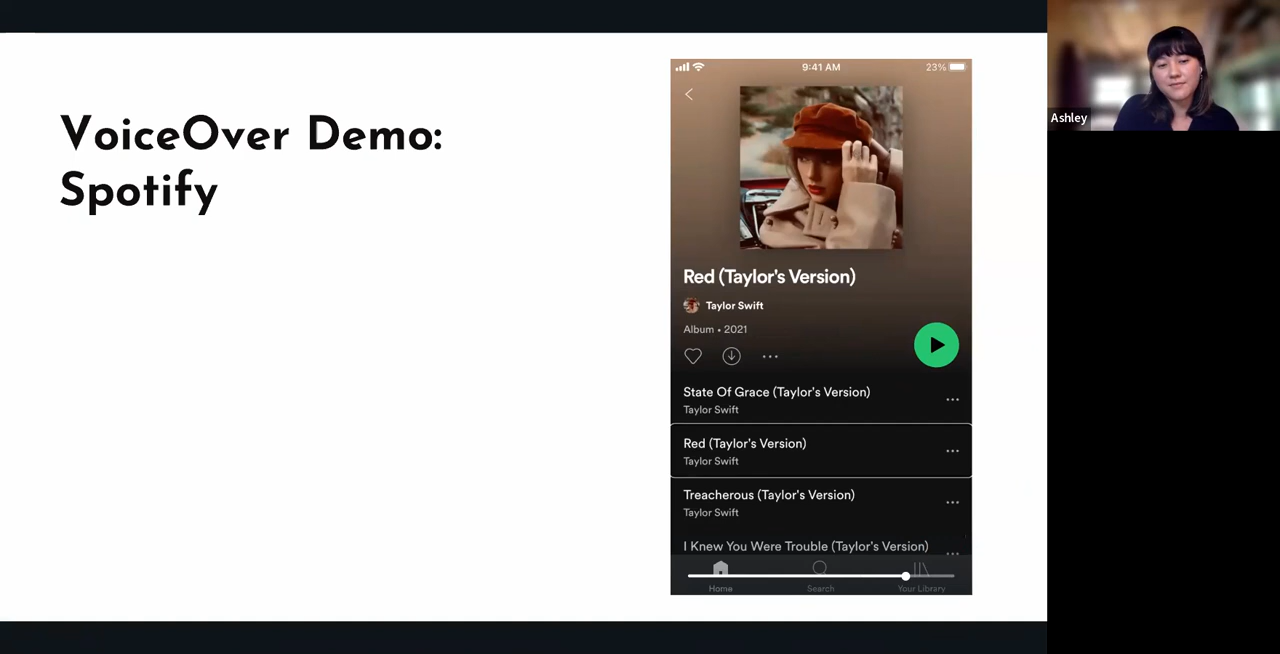 VoiceOver Demo:
Spotify
9:41 AM
23%
Red (Taylor's Version)
Taylor Swift
Album • 2021
State Of Grace (Taylor's Version)
Taylor Swift
Red (Taylor's Version)
Taylor Swift
Treacherous (Taylor's Version)
Taylor Swift
I Knew You Were Trouble (Taylor's Version)
Home
Search
Your Library
Ashley